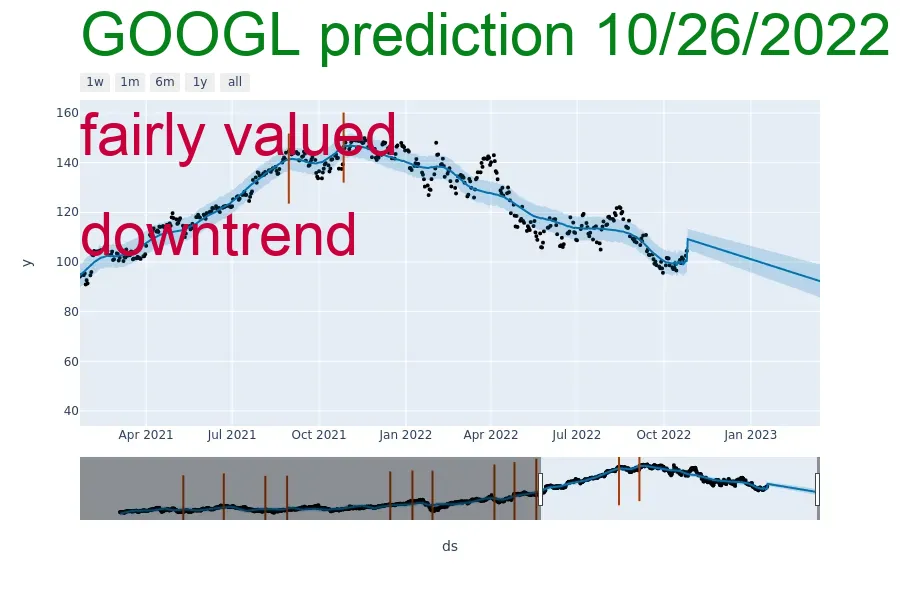 GOOGL prediction 10/26/2022
1w 1m 6m 1y all
160
fairly valued
140
120
downtrend
100
y
80
60
40
Apr 2021 Jul 2021 Oct 2021 Jan 2022 Apr 2022 Jul 2022 Oct 2022 Jan 2023
ds